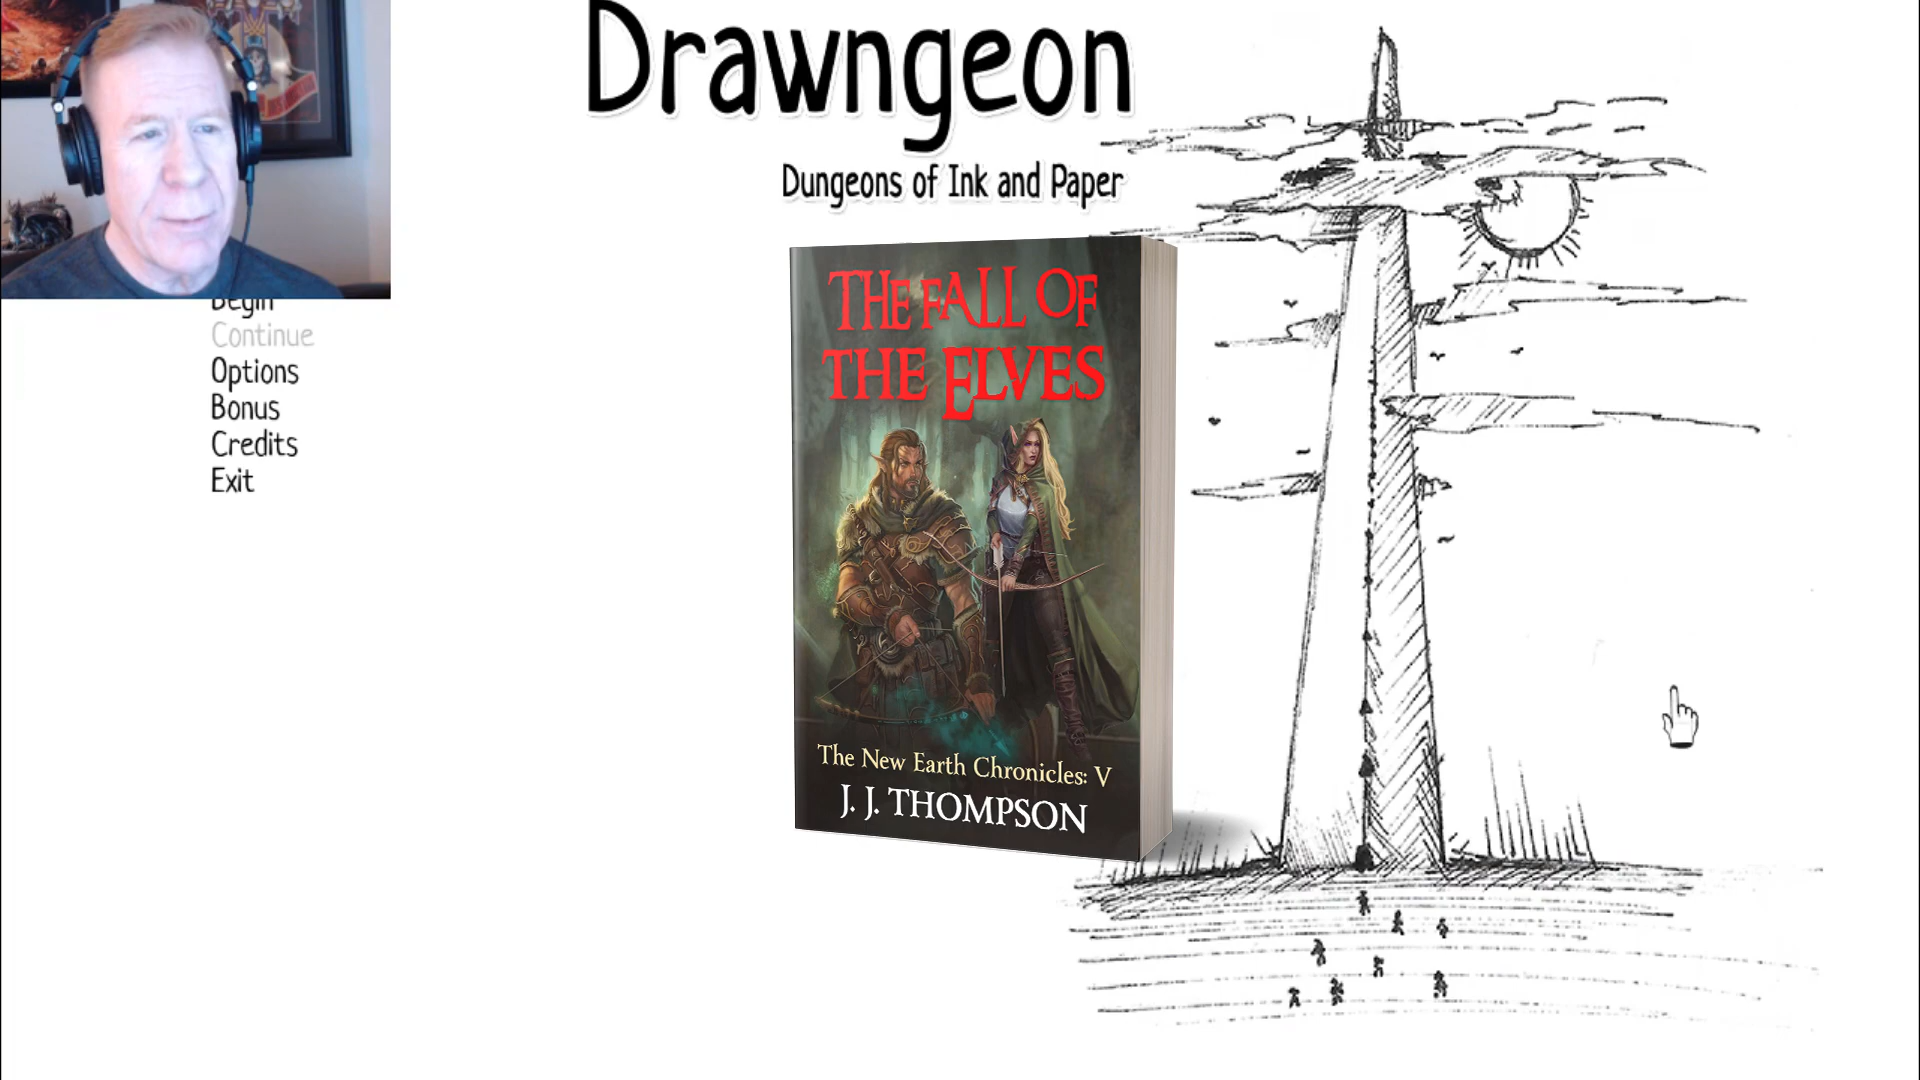 Drawngeon
Dungeons of Ink and Paper
Begin
Continue
Options
Bonus
Credits
Exit
THE FALL OF
THE ELVES
The New Earth Chronicles: V
J. J. THOMPSON